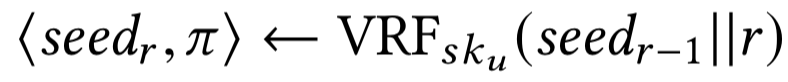 ⟨seed_r, π⟩ ← VRF_{sk_u}(seed_{r−1}||r)